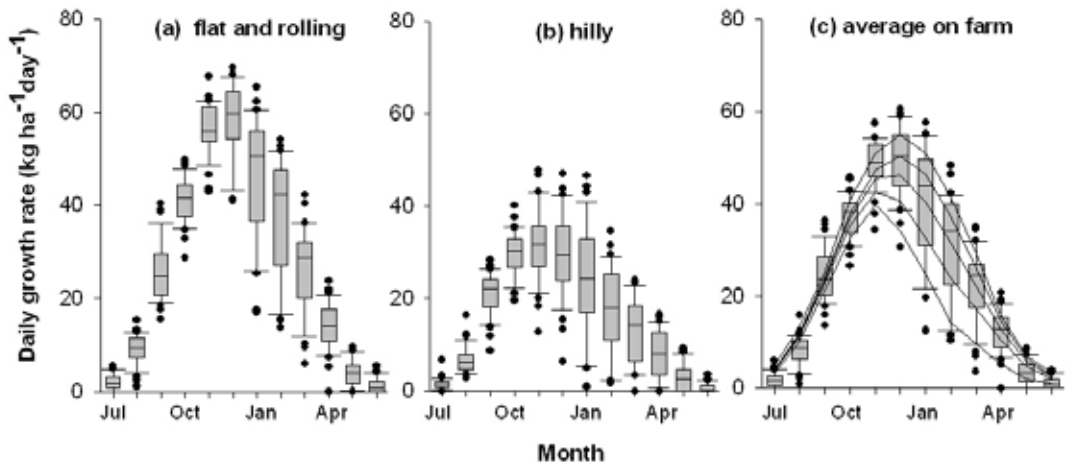 (a) flat and rolling
(b) hilly
(c) average on farm
Daily growth rate (kg ha⁻¹day⁻¹)
80
60
40
20
0
Jul Oct Jan Apr
80
60
40
20
0
Jul Oct Jan Apr
80
60
40
20
0
Jul Oct Jan Apr
Month